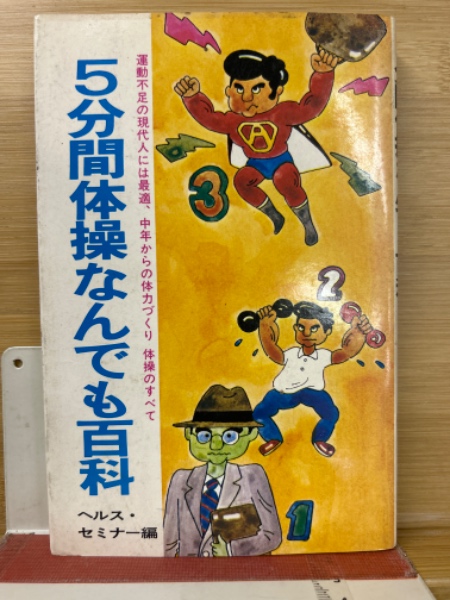 5分間体操なんでも百科
運動不足の現代人には最適、中年からの体力づくり 体操のすべて
ヘルス・
セミナー編
3
2
1